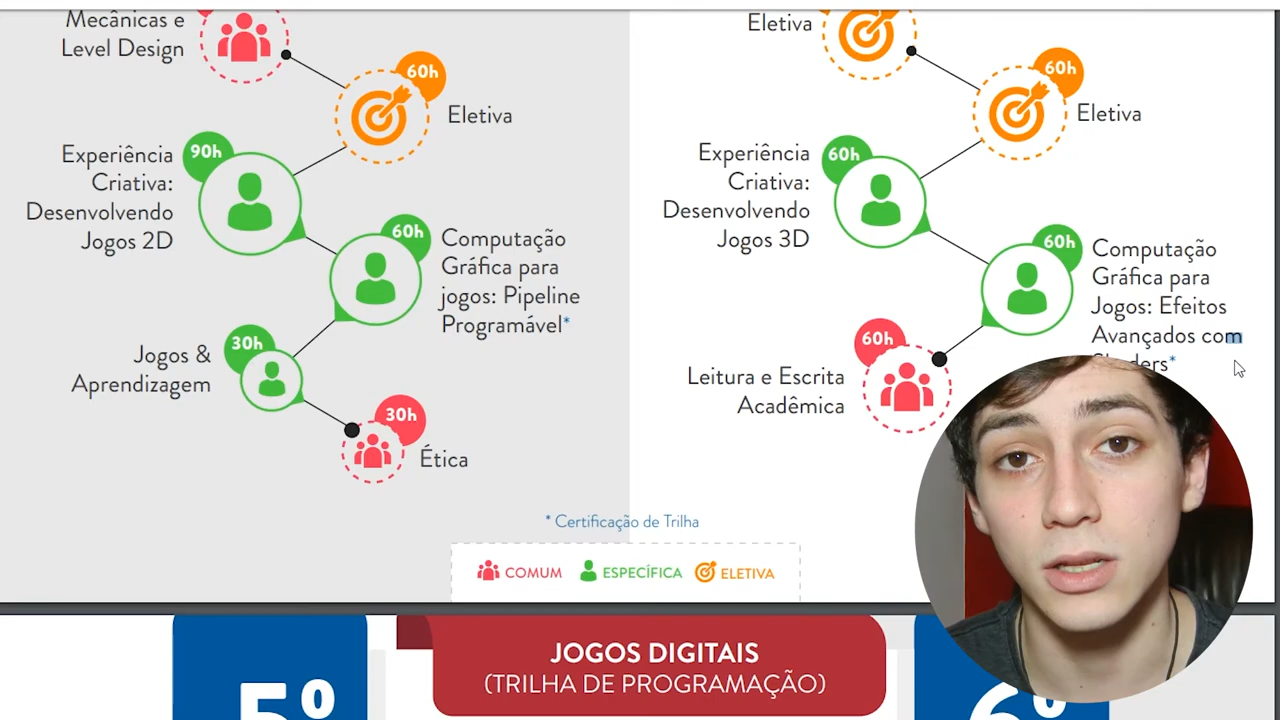 Mecânicas e
Level Design
60h
Eletiva
90h
Experiência
Criativa:
Desenvolvendo
Jogos 2D
60h
Computação
Gráfica para
jogos: Pipeline
Programável*
30h
Jogos &
Aprendizagem
30h
Ética
Eletiva
60h
Eletiva
60h
Experiência
Criativa:
Desenvolvendo
Jogos 3D
60h
Computação
Gráfica para
Jogos: Efeitos
Avançados com
60h
Leitura e Escrita
Acadêmica
* Certificação de Trilha
COMUM ESPECÍFICA ELETIVA
5º
JOGOS DIGITAIS
(TRILHA DE PROGRAMAÇÃO)
6º